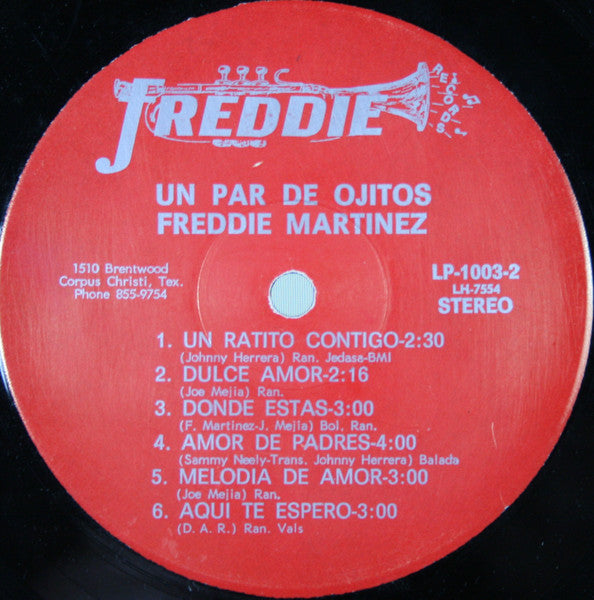 FREDDIE
RECORDS
UN PAR DE OJITOS
FREDDIE MARTINEZ
1510 Brentwood
Corpus Christi, Tex.
Phone 855-9754
LP-1003-2
LH-7554
STEREO
1. UN RATITO CONTIGO-2:30
(Johnny Herrera) Ran. Jedasa-BMI
2. DULCE AMOR-2:16
(Joe Mejia) Ran.
3. DONDE ESTAS-3:00
(F. Martinez-J. Mejia) Bol. Ran.
4. AMOR DE PADRES-4:00
(Sammy Neely-Trans. Johnny Herrera) Balada
5. MELODIA DE AMOR-3:00
(Joe Mejia) Ran.
6. AQUI TE ESPERO-3:00
(D. A. R.) Ran. Vals